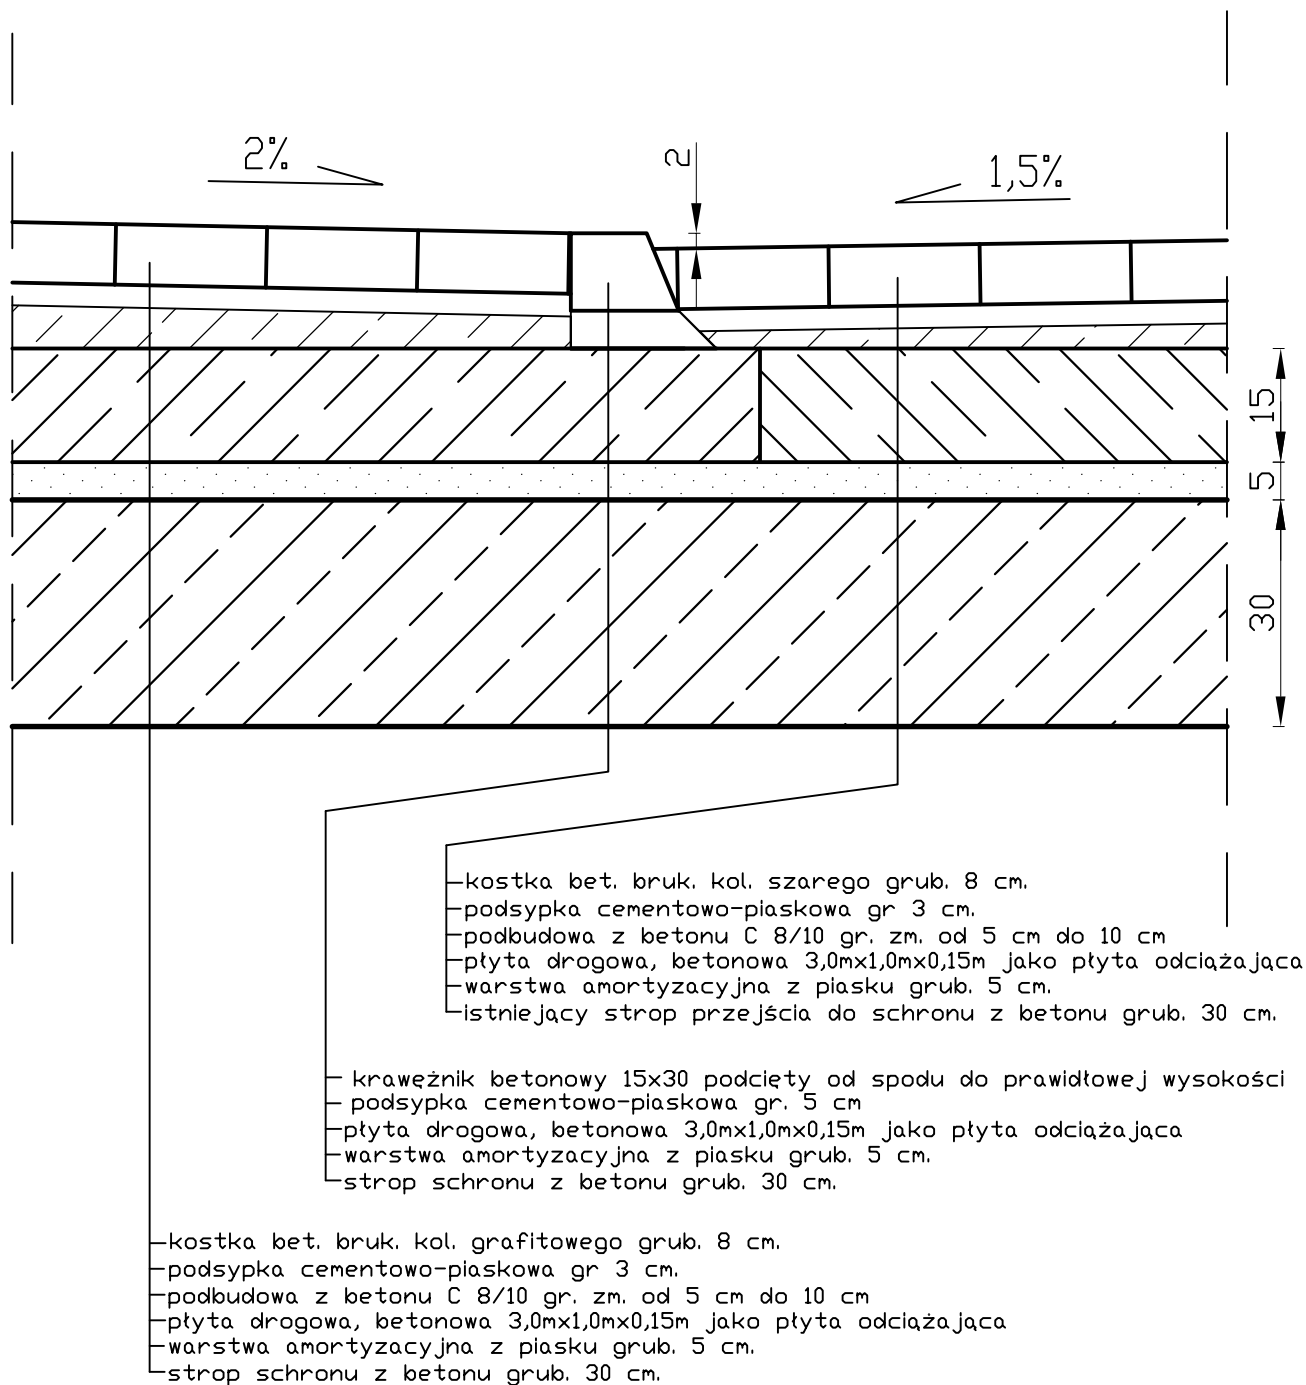 2%
2
1,5%
15
5
30
kostka bet. bruk. kol. szarego grub. 8 cm.
podsypka cementowo-piaskowa gr 3 cm.
podbudowa z betonu C 8/10 gr. zm. od 5 cm do 10 cm
płyta drogowa, betonowa 3,0mx1,0mx0,15m jako płyta odciążająca
warstwa amortyzacyjna z piasku grub. 5 cm.
istniejący strop przejścia do schronu z betonu grub. 30 cm.
krawężnik betonowy 15x30 podcięty od spodu do prawidłowej wysokości
podsypka cementowo-piaskowa gr. 5 cm
płyta drogowa, betonowa 3,0mx1,0mx0,15m jako płyta odciążająca
warstwa amortyzacyjna z piasku grub. 5 cm.
strop schronu z betonu grub. 30 cm.
kostka bet. bruk. kol. grafitowego grub. 8 cm.
podsypka cementowo-piaskowa gr 3 cm.
podbudowa z betonu C 8/10 gr. zm. od 5 cm do 10 cm
płyta drogowa, betonowa 3,0mx1,0mx0,15m jako płyta odciążająca
warstwa amortyzacyjna z piasku grub. 5 cm.
strop schronu z betonu grub. 30 cm.